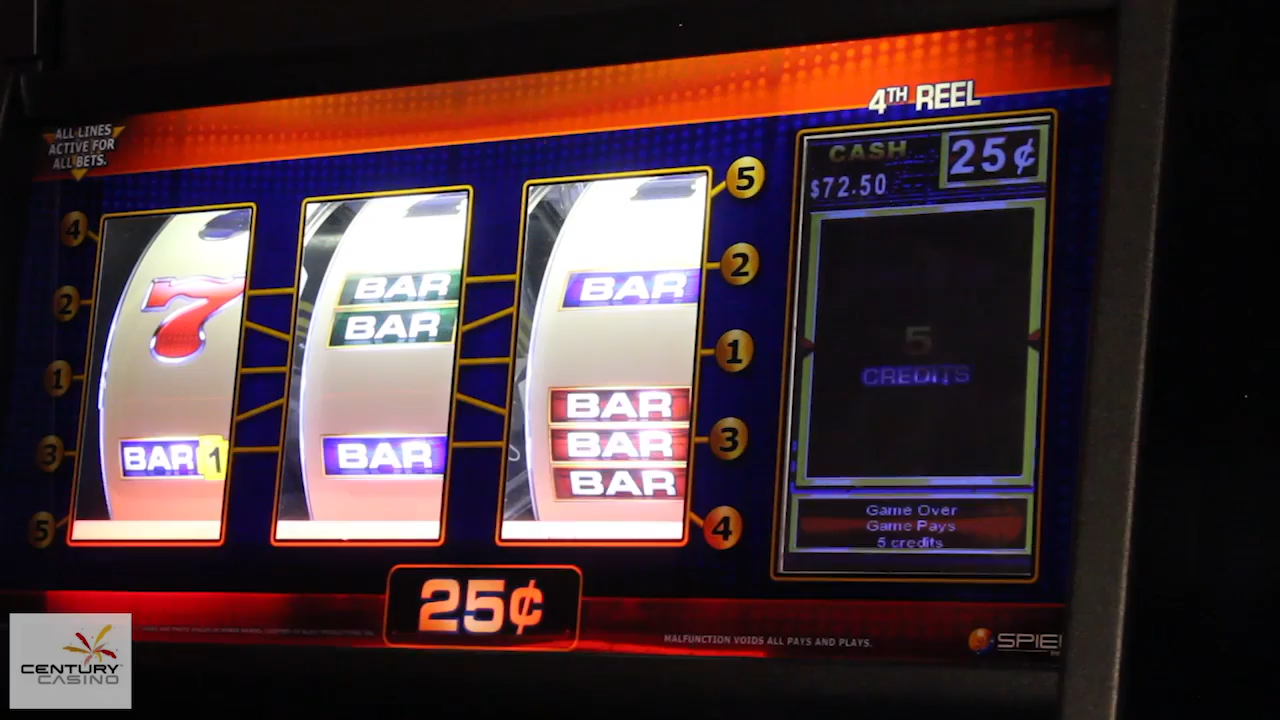 4TH REEL
ALL LINES
ACTIVE FOR
ALL BETS.
CASH
25¢
$72.50
4
2
1
3
5
7
BAR 1
BAR
BAR
BAR
BAR
BAR
BAR
BAR
5
2
1
3
4
5
CREDITS
Game Over
Game Pays
5 credits
25¢
MALFUNCTION VOIDS ALL PAYS AND PLAYS.
SPIE
CENTURY
CASINO